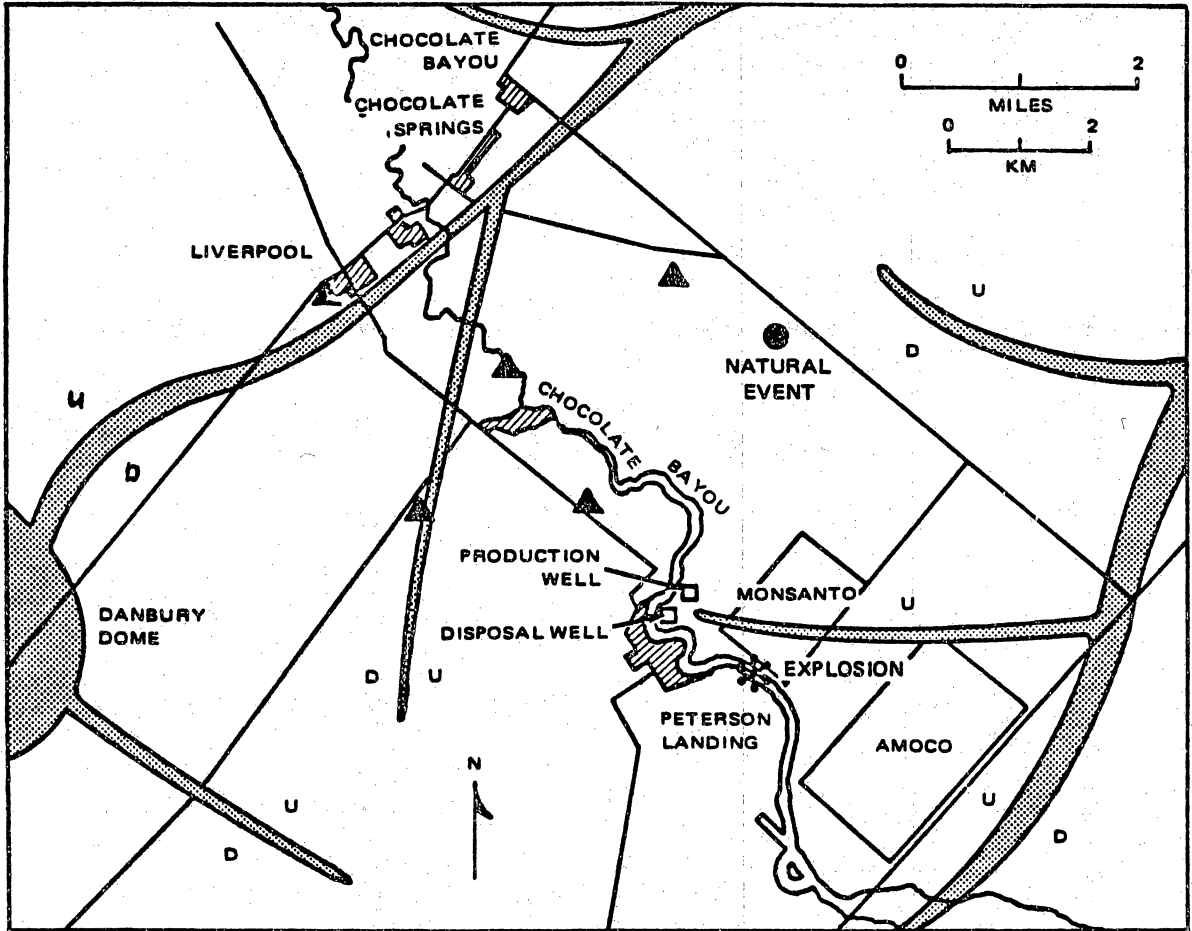 CHOCOLATE
BAYOU
CHOCOLATE
SPRINGS
0 2
MILES
0 2
KM
LIVERPOOL
U
D
NATURAL
EVENT
CHOCOLATE BAYOU
U
D
PRODUCTION
WELL
MONSANTO
U
DISPOSAL WELL
DANBURY
DOME
D U
EXPLOSION
PETERSON
LANDING
AMOCO
N
U
D
U
D